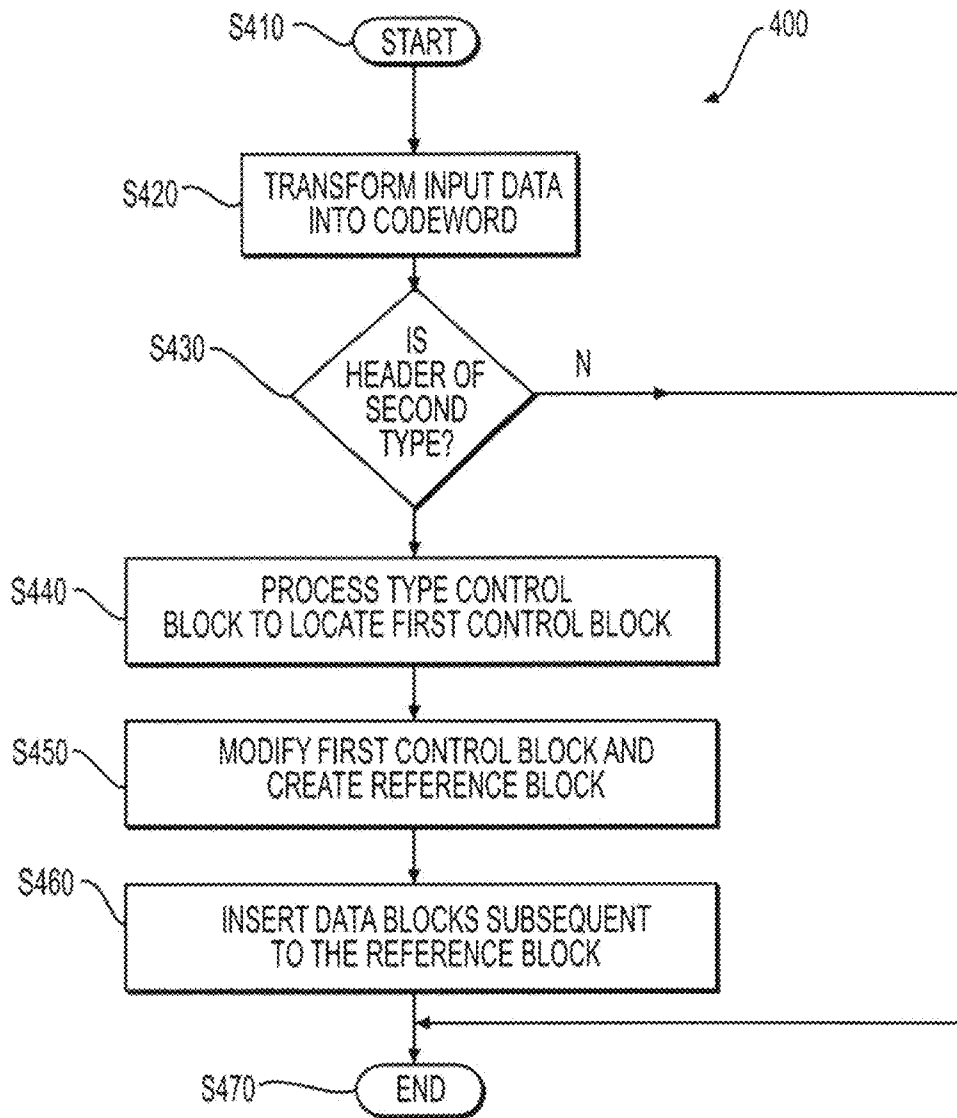 S410
START
400
S420
TRANSFORM INPUT DATA
INTO CODEWORD
S430
IS
HEADER OF
SECOND
TYPE?
N
S440
PROCESS TYPE CONTROL
BLOCK TO LOCATE FIRST CONTROL BLOCK
S450
MODIFY FIRST CONTROL BLOCK AND
CREATE REFERENCE BLOCK
S460
INSERT DATA BLOCKS SUBSEQUENT
TO THE REFERENCE BLOCK
S470
END